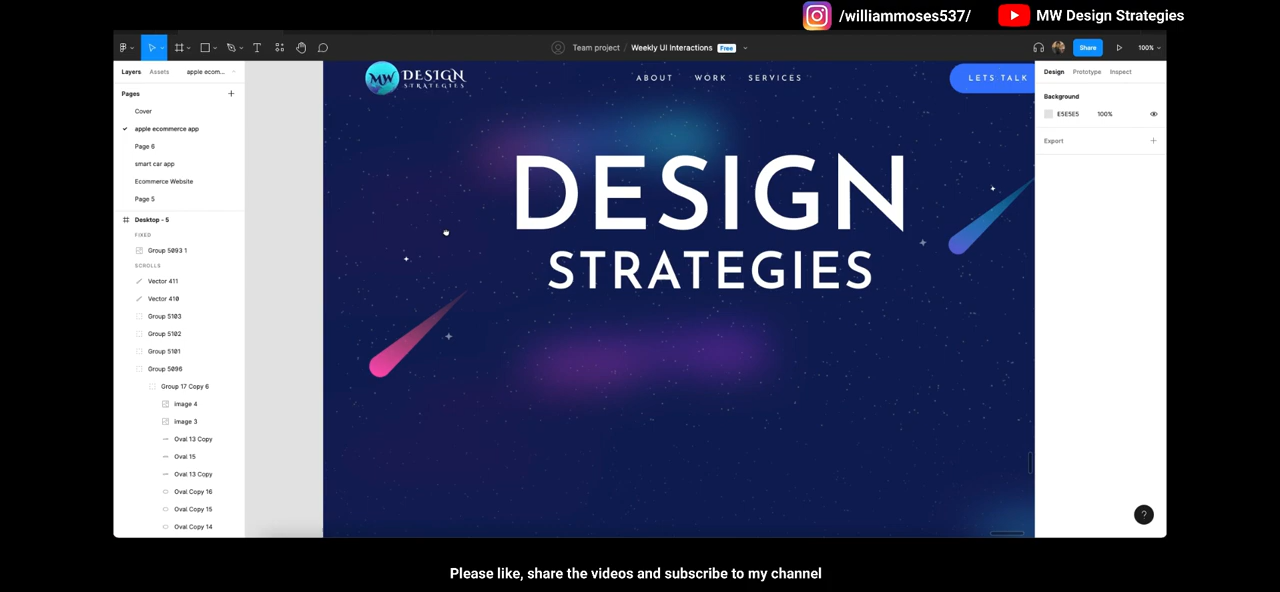 /williammoses537/
MW Design Strategies
Team project / Weekly UI Interactions Free
Share
100%
Layers Assets apple ecom...
Pages
Cover
apple ecommerce app
Page 6
smart car app
Ecommerce Website
Page 5
Desktop - 5
FIXED
Group 5093 1
SCROLLS
Vector 411
Vector 410
Group 5103
Group 5102
Group 5101
Group 5096
Group 17 Copy 6
image 4
image 3
Oval 13 Copy
Oval 15
Oval 13 Copy
Oval Copy 16
Oval Copy 15
Oval Copy 14
MW DESIGN
STRATEGIES
ABOUT WORK SERVICES
LETS TALK
DESIGN
STRATEGIES
Design Prototype Inspect
Background
E5E5E5 100%
Export
?
Please like, share the videos and subscribe to my channel